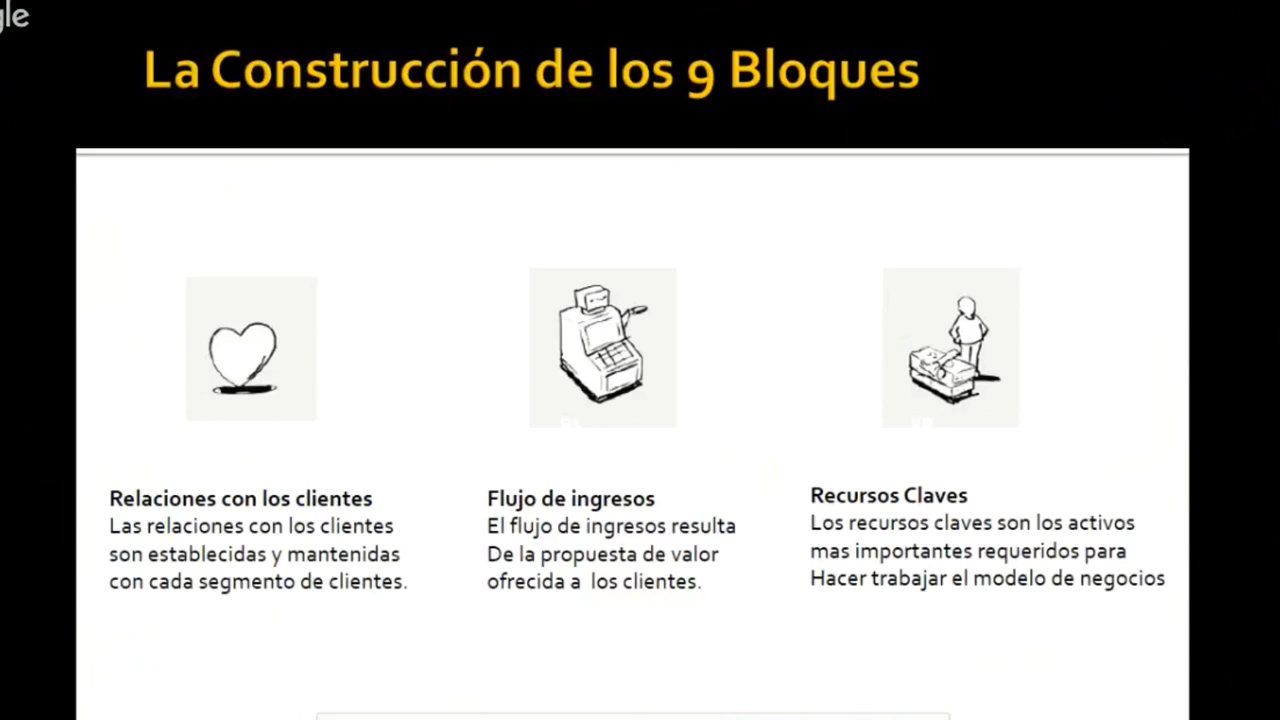 La Construcción de los 9 Bloques
Relaciones con los clientes
Las relaciones con los clientes
son establecidas y mantenidas
con cada segmento de clientes.
Flujo de ingresos
El flujo de ingresos resulta
De la propuesta de valor
ofrecida a los clientes.
Recursos Claves
Los recursos claves son los activos
mas importantes requeridos para
Hacer trabajar el modelo de negocios